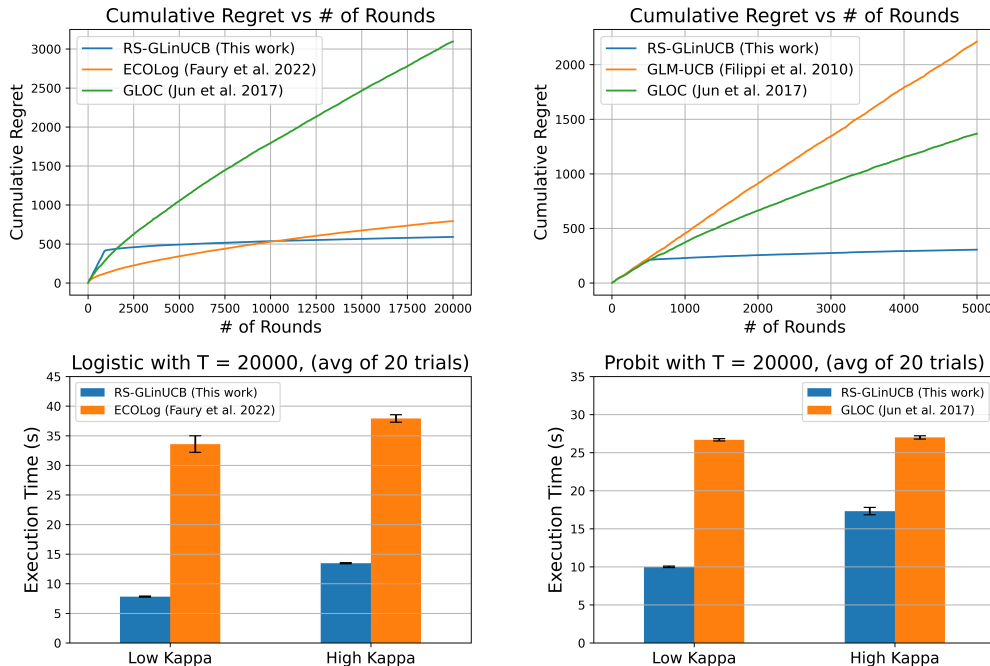 Cumulative Regret vs # of Rounds
RS-GLinUCB (This work)
ECOLog (Faury et al. 2022)
GLOC (Jun et al. 2017)
Cumulative Regret
3000
2500
2000
1500
1000
500
0
0 2500 5000 7500 10000 12500 15000 17500 20000
# of Rounds
Cumulative Regret vs # of Rounds
RS-GLinUCB (This work)
GLM-UCB (Filippi et al. 2010)
GLOC (Jun et al. 2017)
Cumulative Regret
2000
1500
1000
500
0
0 1000 2000 3000 4000 5000
# of Rounds
Logistic with T = 20000, (avg of 20 trials)
RS-GLinUCB (This work)
ECOLog (Faury et al. 2022)
Execution Time (s)
45
40
35
30
25
20
15
10
5
0
Low Kappa High Kappa
Probit with T = 20000, (avg of 20 trials)
RS-GLinUCB (This work)
GLOC (Jun et al. 2017)
Execution Time (s)
35
30
25
20
15
10
5
0
Low Kappa High Kappa